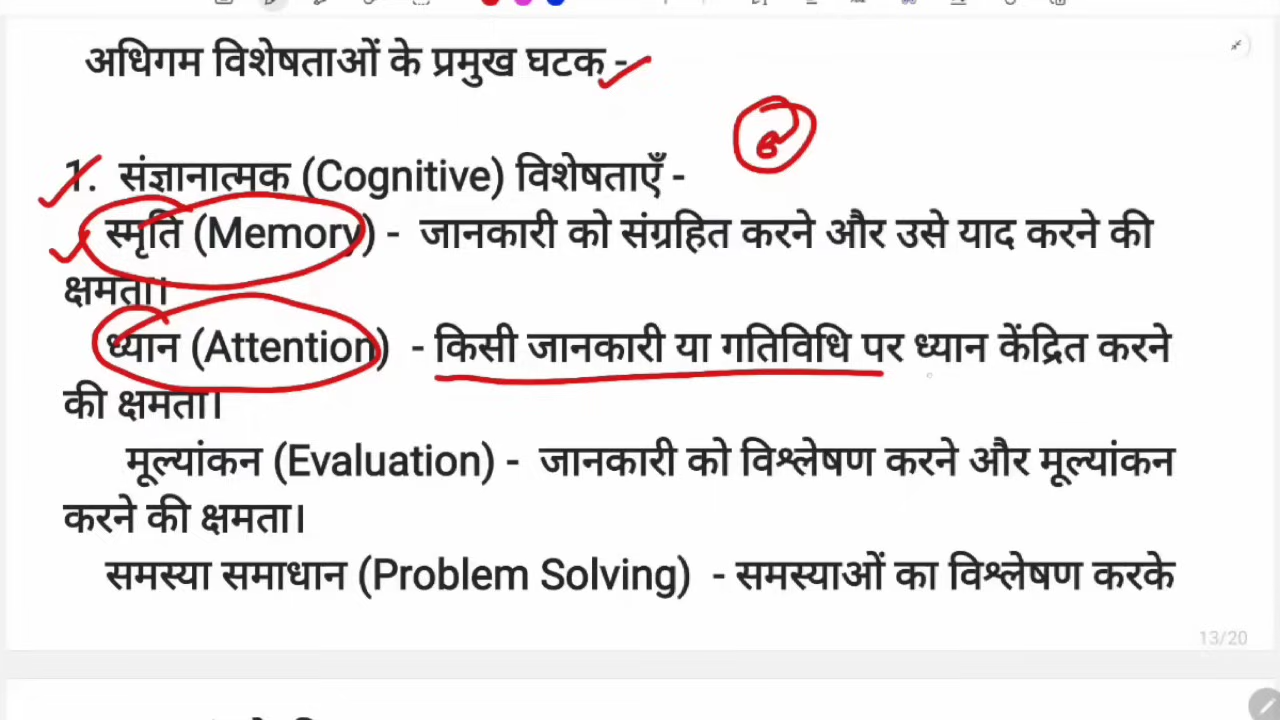 अधिगम विशेषताओं के प्रमुख घटक -
1. संज्ञानात्मक (Cognitive) विशेषताएँ -
स्मृति (Memory) - जानकारी को संग्रहित करने और उसे याद करने की
क्षमता।
ध्यान (Attention) - किसी जानकारी या गतिविधि पर ध्यान केंद्रित करने
की क्षमता।
मूल्यांकन (Evaluation) - जानकारी को विश्लेषण करने और मूल्यांकन
करने की क्षमता।
समस्या समाधान (Problem Solving) - समस्याओं का विश्लेषण करके
13/20